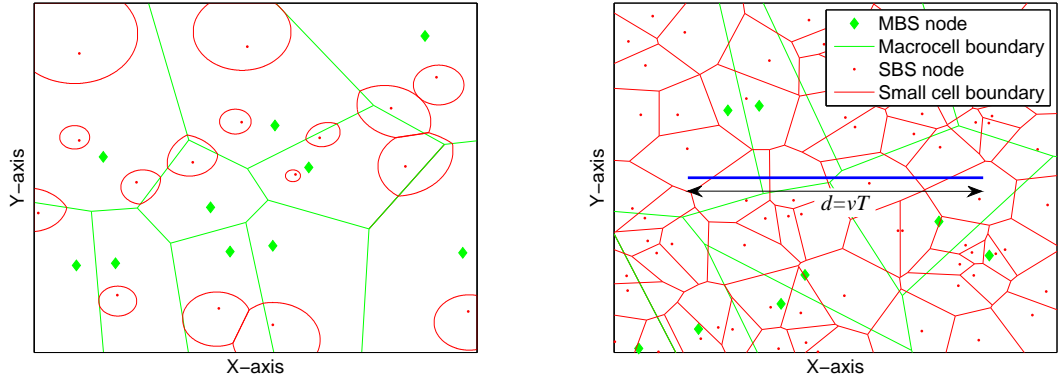 Y−axis
X−axis
MBS node
Macrocell boundary
SBS node
Small cell boundary
d=vT
Y−axis
X−axis